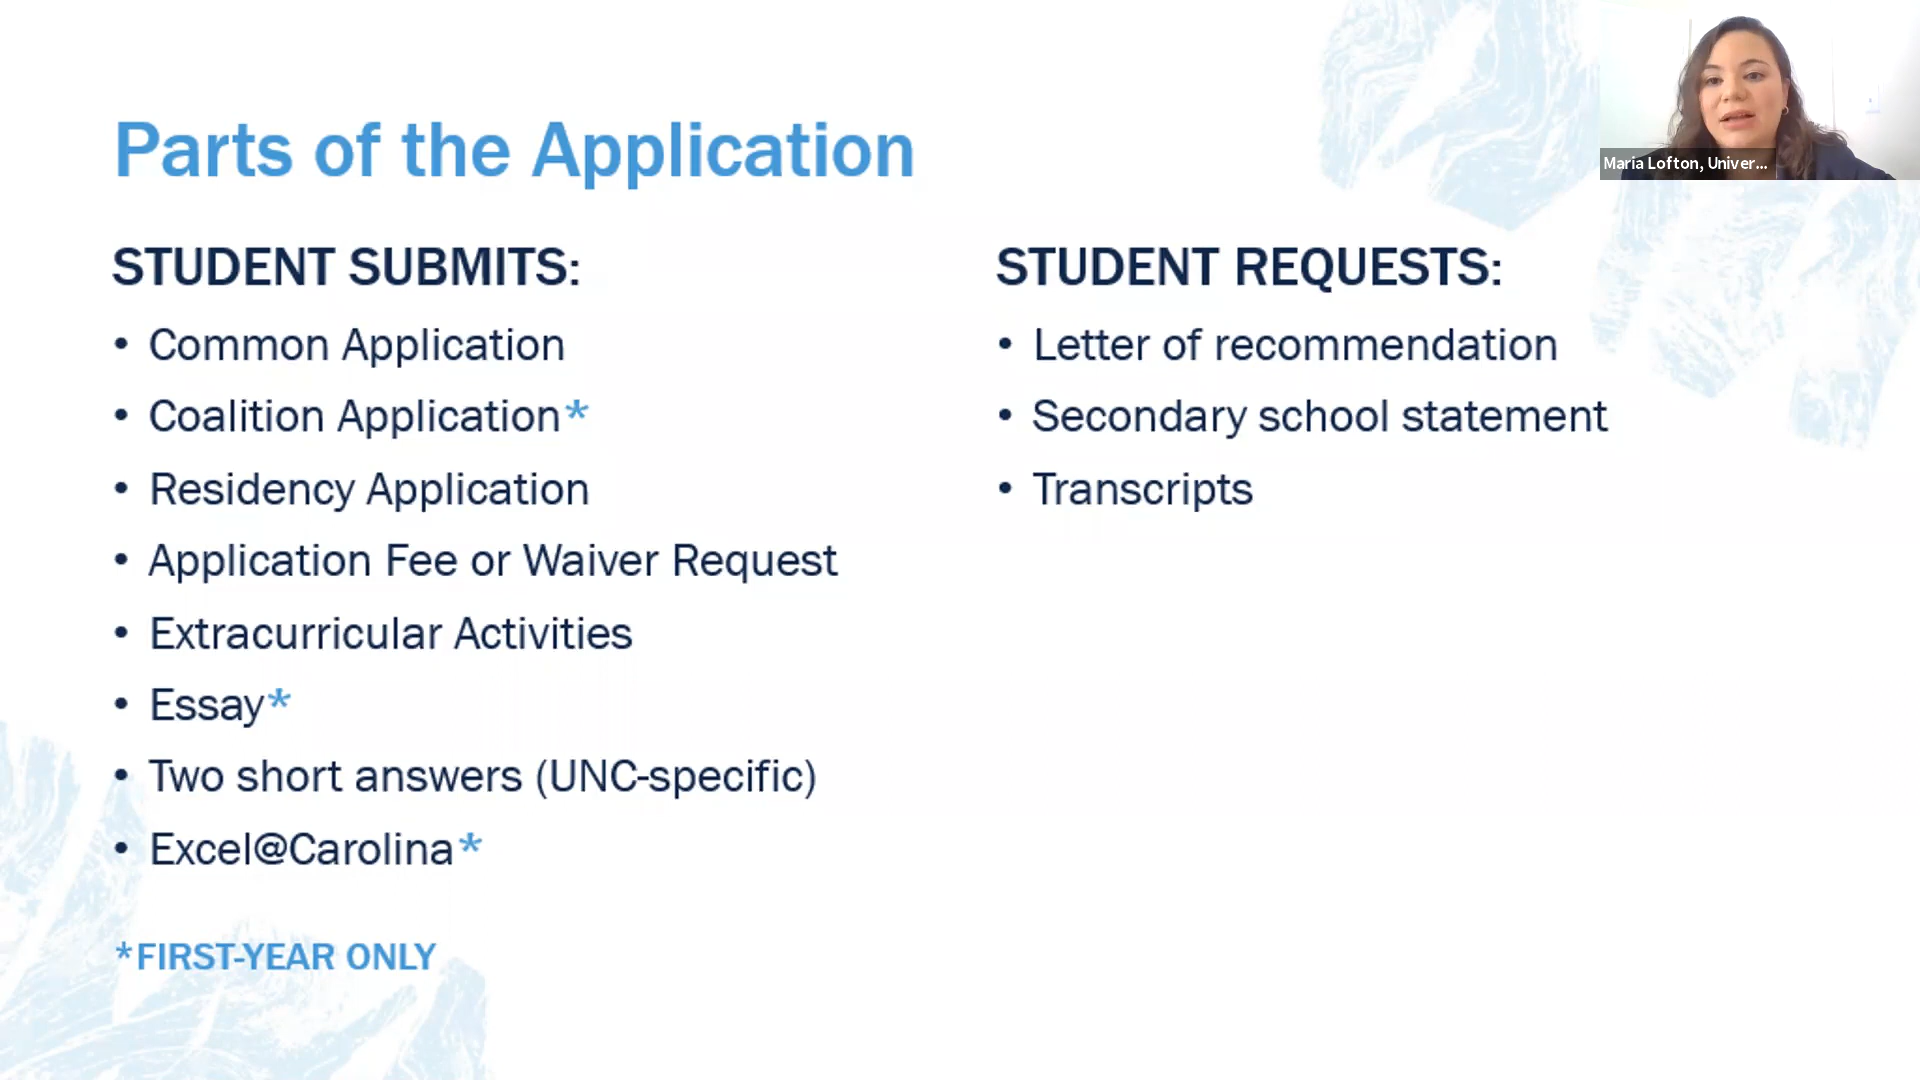 Parts of the Application
STUDENT SUBMITS:
• Common Application
• Coalition Application*
• Residency Application
• Application Fee or Waiver Request
• Extracurricular Activities
• Essay*
• Two short answers (UNC-specific)
• Excel@Carolina*
*FIRST-YEAR ONLY
STUDENT REQUESTS:
• Letter of recommendation
• Secondary school statement
• Transcripts
Maria Lofton, Univer...